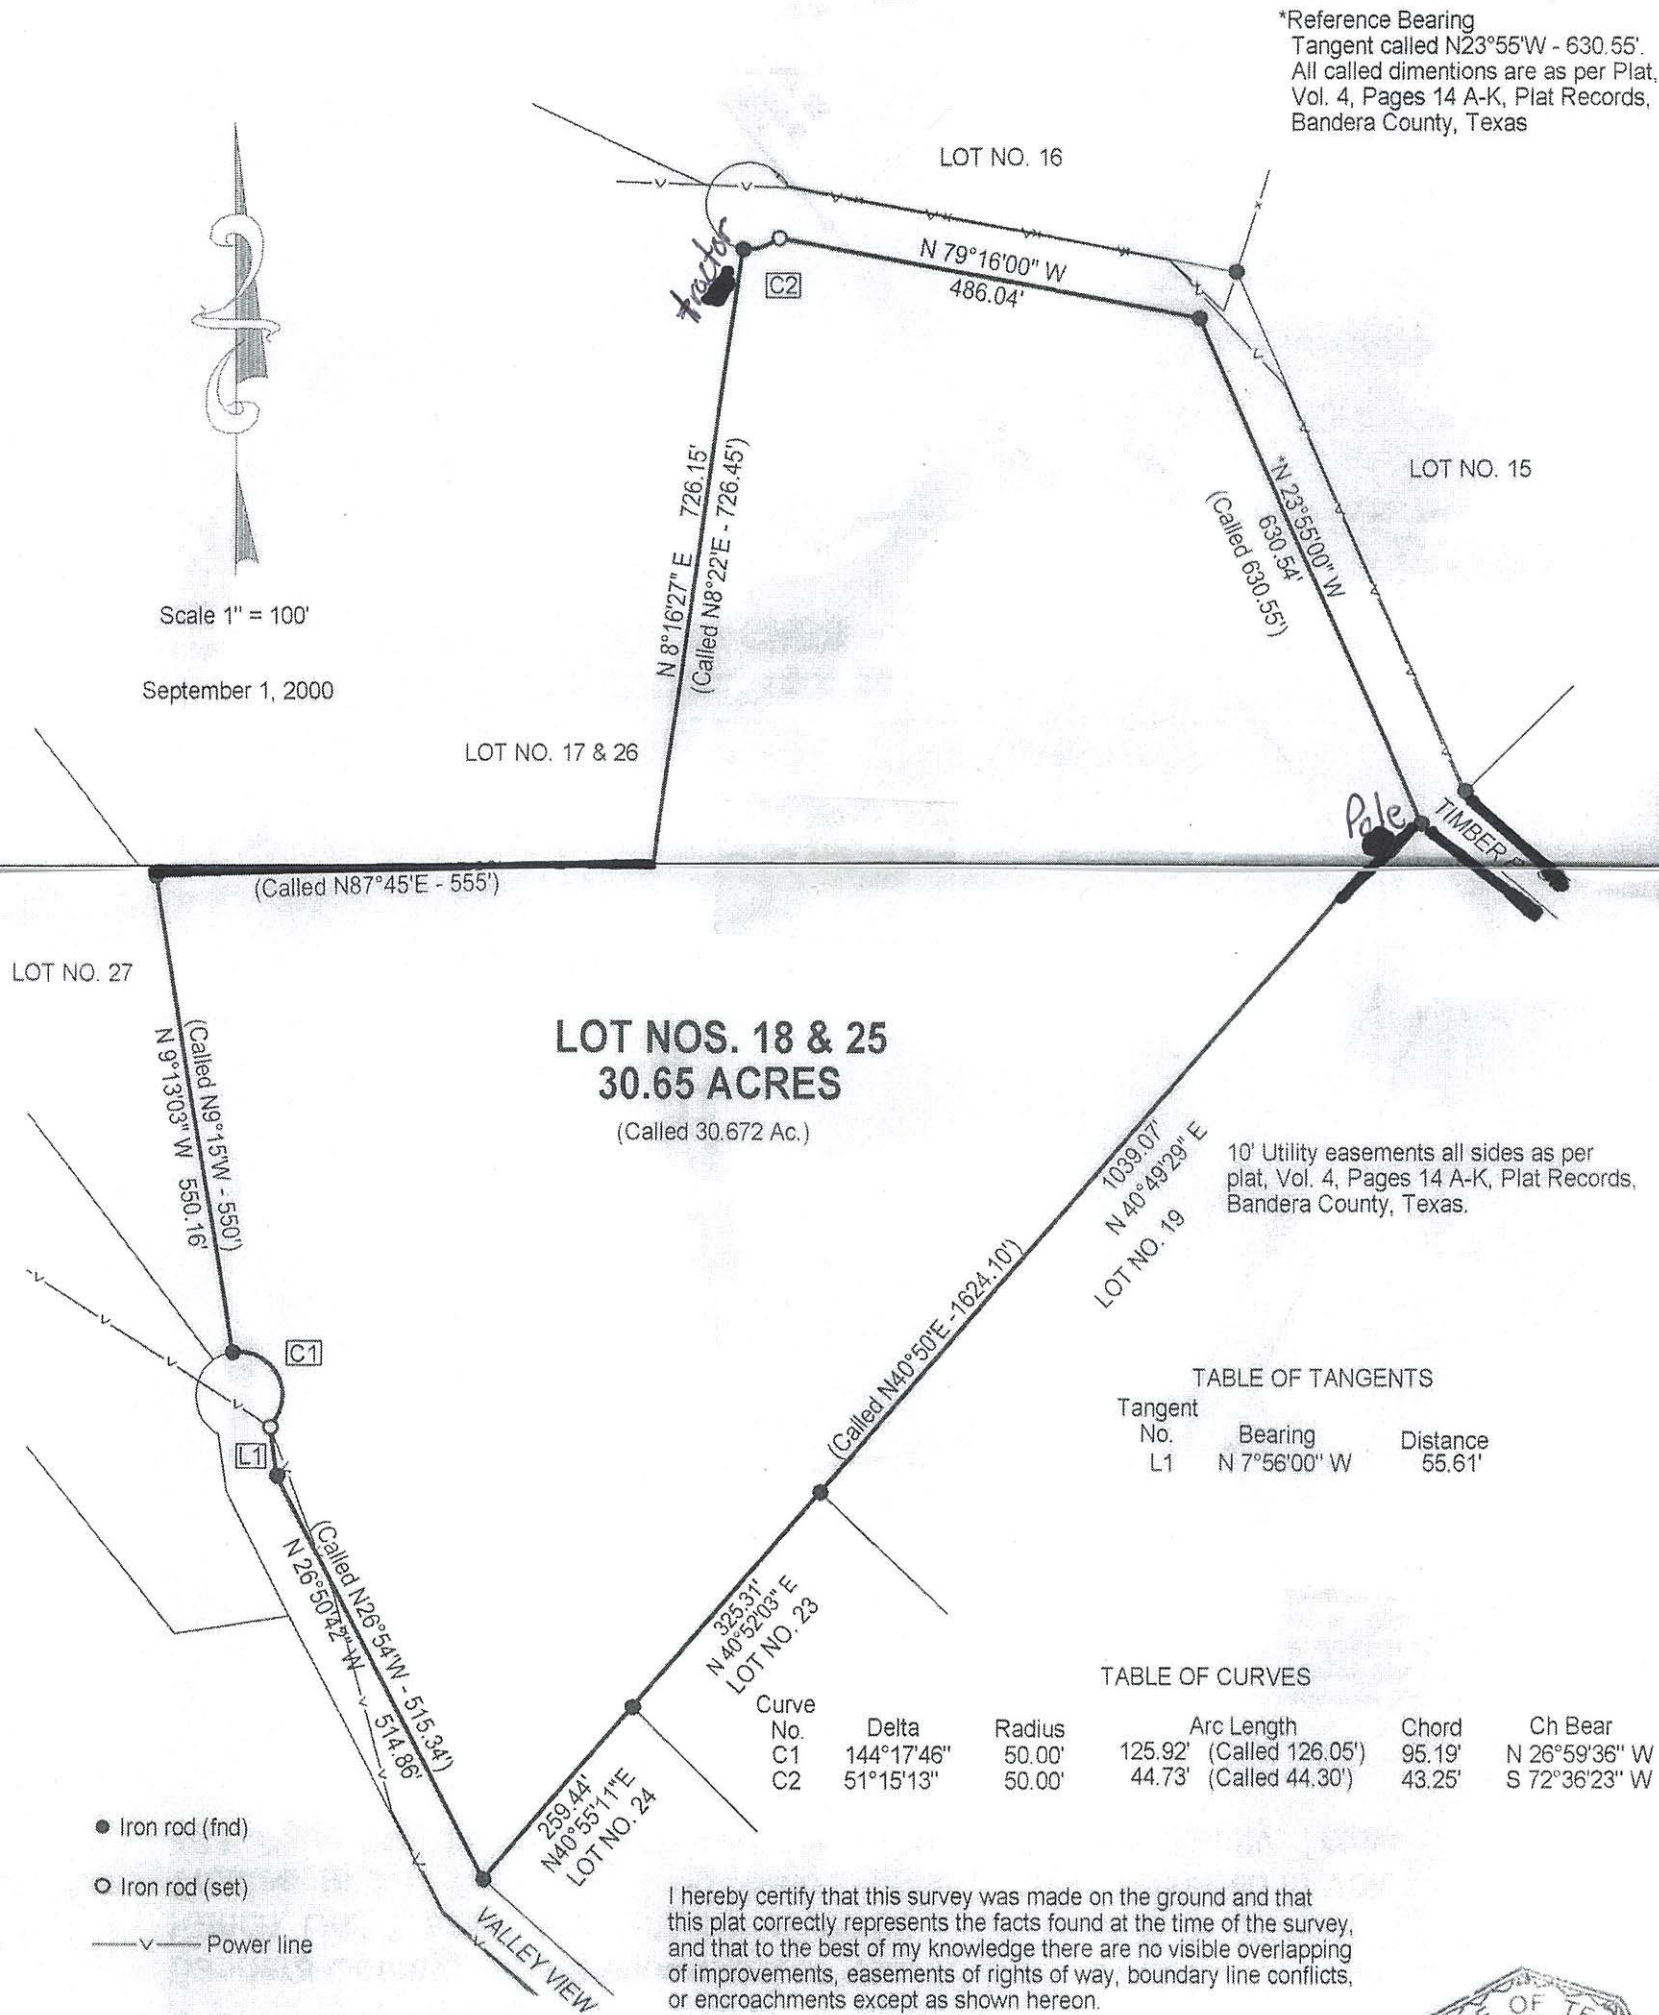 *Reference Bearing
Tangent called N23°55'W - 630.55'.
All called dimentions are as per Plat,
Vol. 4, Pages 14 A-K, Plat Records,
Bandera County, Texas
LOT NO. 16
tractor
C2
N 79°16'00" W
486.04'
LOT NO. 15
*N 23°55'00" W
630.54'
(Called 630.55')
N 8°16'27" E 726.15'
(Called N8°22'E - 726.45')
Scale 1" = 100'
September 1, 2000
LOT NO. 17 & 26
Pole
TIMBER
(Called N87°45'E - 555')
LOT NO. 27
(Called N9°15'W - 550')
N 9°13'03" W 550.16'
LOT NOS. 18 & 25
30.65 ACRES
(Called 30.672 Ac.)
1039.07'
N 40°49'29" E
LOT NO. 19
10' Utility easements all sides as per
plat, Vol. 4, Pages 14 A-K, Plat Records,
Bandera County, Texas.
(Called N40°50'E - 1624.10')
C1
L1
TABLE OF TANGENTS
Tangent
No. Bearing Distance
L1 N 7°56'00" W 55.61'
(Called N26°54'W - 515.34')
N 26°50'42" W 514.86'
325.31'
N 40°52'03" E
LOT NO. 23
259.44'
N40°55'11"E
LOT NO. 24
TABLE OF CURVES
Curve
No. Delta Radius Arc Length Chord Ch Bear
C1 144°17'46" 50.00' 125.92' (Called 126.05') 95.19' N 26°59'36" W
C2 51°15'13" 50.00' 44.73' (Called 44.30') 43.25' S 72°36'23" W
Iron rod (fnd)
Iron rod (set)
v Power line
VALLEY VIEW
I hereby certify that this survey was made on the ground and that
this plat correctly represents the facts found at the time of the survey,
and that to the best of my knowledge there are no visible overlapping
of improvements, easements of rights of way, boundary line conflicts,
or encroachments except as shown hereon.
OF